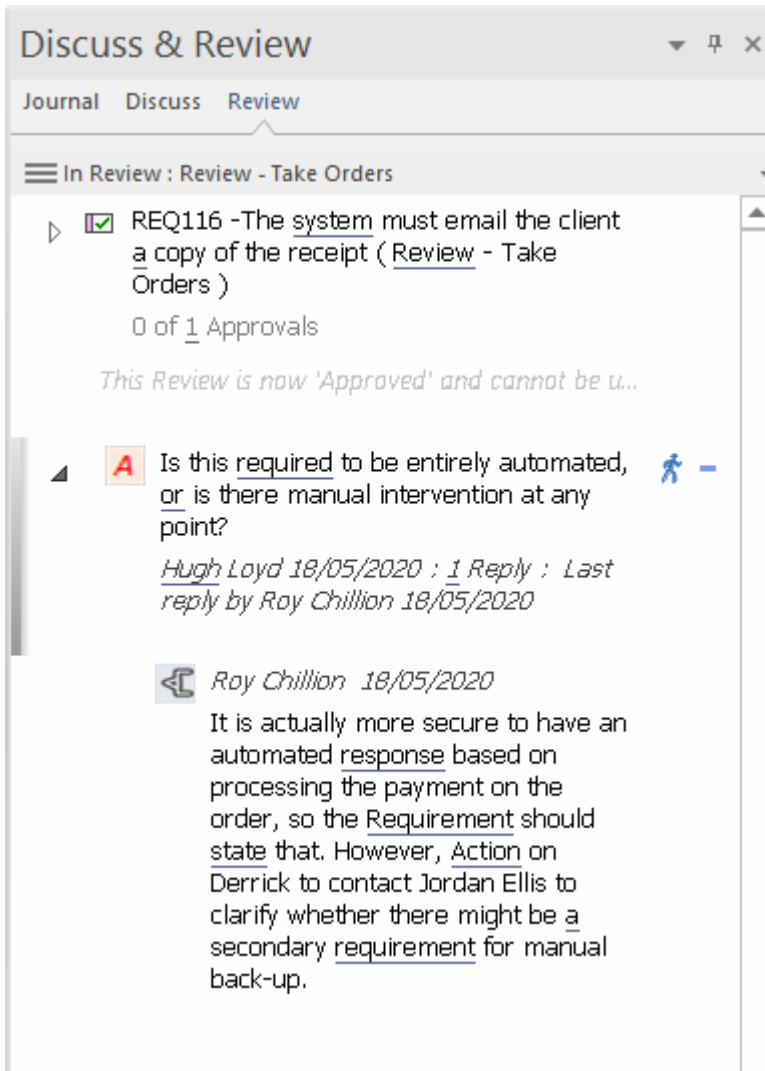 Discuss & Review
Journal Discuss Review
In Review : Review - Take Orders
REQ116 -The system must email the client
a copy of the receipt ( Review - Take
Orders )
0 of 1 Approvals
This Review is now 'Approved' and cannot be u...
A Is this required to be entirely automated,
or is there manual intervention at any
point?
Hugh Loyd 18/05/2020 ; 1 Reply ; Last
reply by Roy Chillion 18/05/2020
Roy Chillion 18/05/2020
It is actually more secure to have an
automated response based on
processing the payment on the
order, so the Requirement should
state that. However, Action on
Derrick to contact Jordan Ellis to
clarify whether there might be a
secondary requirement for manual
back-up.